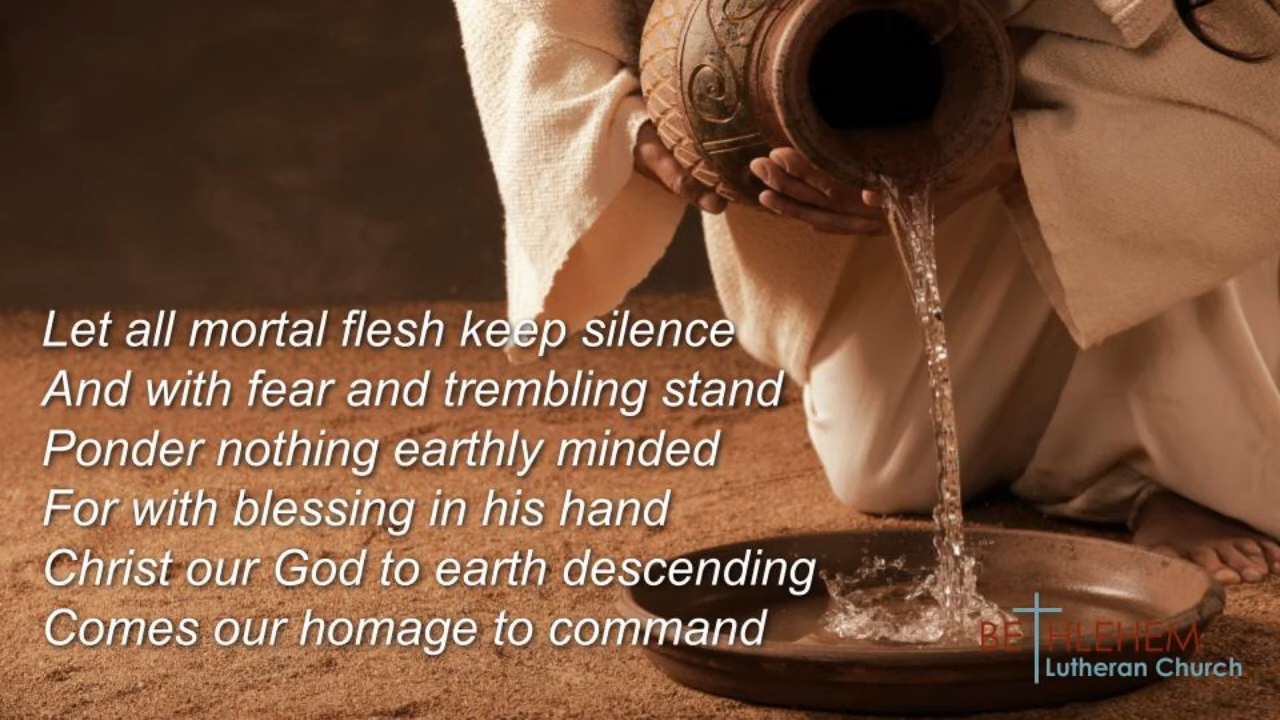 Let all mortal flesh keep silence
And with fear and trembling stand
Ponder nothing earthly minded
For with blessing in his hand
Christ our God to earth descending
Comes our homage to command
BETHLEHEM
Lutheran Church